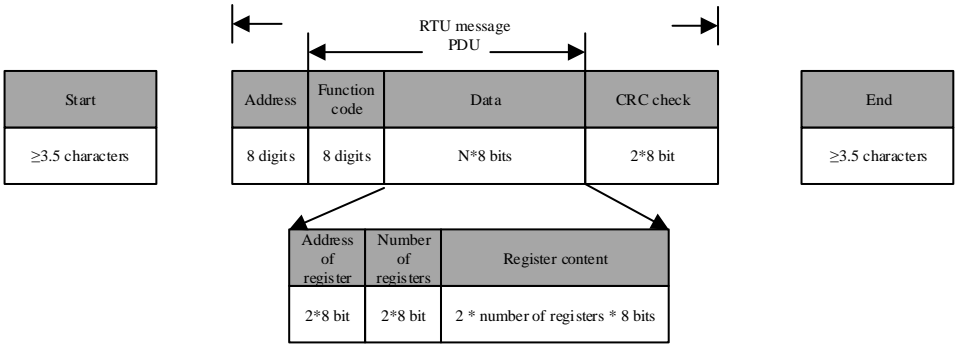 RTU message
PDU
Start
Address
Function
code
Data
CRC check
End
≥3.5 characters
8 digits
8 digits
N*8 bits
2*8 bit
≥3.5 characters
Address
of
register
Number
of
registers
Register content
2*8 bit
2*8 bit
2 * number of registers * 8 bits